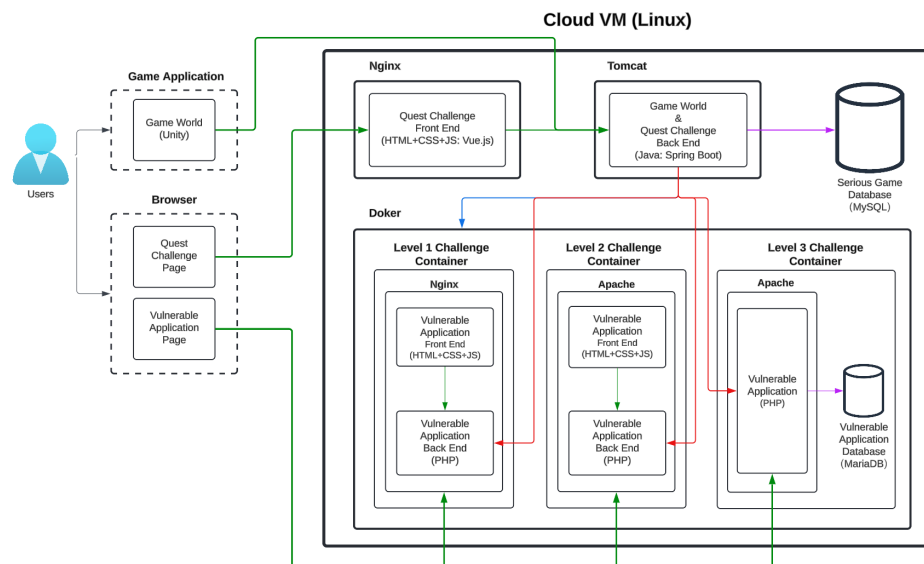 Cloud VM (Linux)
Game Application
Game World
(Unity)
Users
Browser
Quest
Challenge
Page
Vulnerable
Application
Page
Nginx
Quest Challenge
Front End
(HTML+CSS+JS: Vue.js)
Tomcat
Game World
&
Quest Challenge
Back End
(Java: Spring Boot)
Serious Game
Database
(MySQL)
Doker
Level 1 Challenge
Container
Nginx
Vulnerable
Application
Front End
(HTML+CSS+JS)
Vulnerable
Application
Back End
(PHP)
Level 2 Challenge
Container
Apache
Vulnerable
Application
Front End
(HTML+CSS+JS)
Vulnerable
Application
Back End
(PHP)
Level 3 Challenge
Container
Apache
Vulnerable
Application
(PHP)
Vulnerable
Application
Database
(MariaDB)